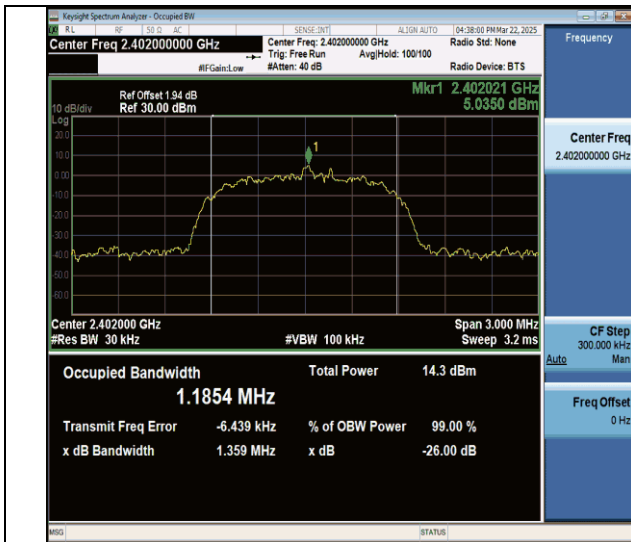 Keysight Spectrum Analyzer - Occupied BW
RL RF 50 Ω AC SENSE:INT ALIGN AUTO 04:38:00 PM Mar 22, 2025
Center Freq 2.402000000 GHz Center Freq: 2.402000000 GHz Radio Std: None
Trig: Free Run Avg|Hold: 100/100
#IFGain:Low #Atten: 40 dB Radio Device: BTS
Frequency
Mkr1 2.402021 GHz
Ref Offset 1.94 dB
10 dB/div Ref 30.00 dBm 5.0350 dBm
Log
20.0
10.0
0.00
-10.0
-20.0
-30.0
-40.0
-50.0
-60.0
1
Center Freq
2.402000000 GHz
Center 2.402000 GHz Span 3.000 MHz
#Res BW 30 kHz #VBW 100 kHz Sweep 3.2 ms
CF Step
300.000 kHz
Auto Man
Occupied Bandwidth Total Power 14.3 dBm
1.1854 MHz
Transmit Freq Error -6.439 kHz % of OBW Power 99.00 %
x dB Bandwidth 1.359 MHz x dB -26.00 dB
Freq Offset
0 Hz
MSG STATUS